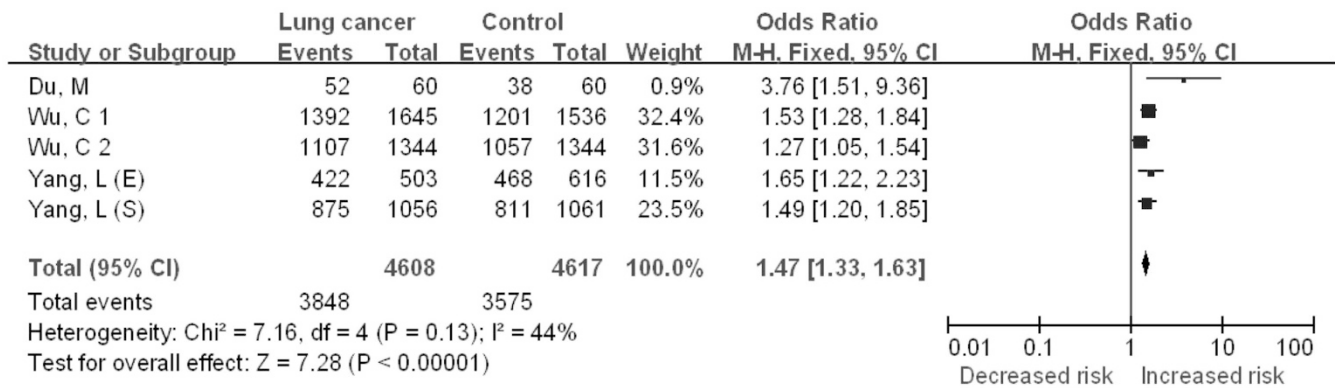 Lung cancer Control Odds Ratio Odds Ratio
Study or Subgroup Events Total Events Total Weight M-H, Fixed, 95% CI M-H, Fixed, 95% CI
Du, M 52 60 38 60 0.9% 3.76 [1.51, 9.36]
Wu, C 1 1392 1645 1201 1536 32.4% 1.53 [1.28, 1.84]
Wu, C 2 1107 1344 1057 1344 31.6% 1.27 [1.05, 1.54]
Yang, L (E) 422 503 468 616 11.5% 1.65 [1.22, 2.23]
Yang, L (S) 875 1056 811 1061 23.5% 1.49 [1.20, 1.85]
Total (95% CI) 4608 4617 100.0% 1.47 [1.33, 1.63]
Total events 3848 3575
Heterogeneity: Chi² = 7.16, df = 4 (P = 0.13); I² = 44%
Test for overall effect: Z = 7.28 (P < 0.00001)
0.01 0.1 1 10 100
Decreased risk Increased risk